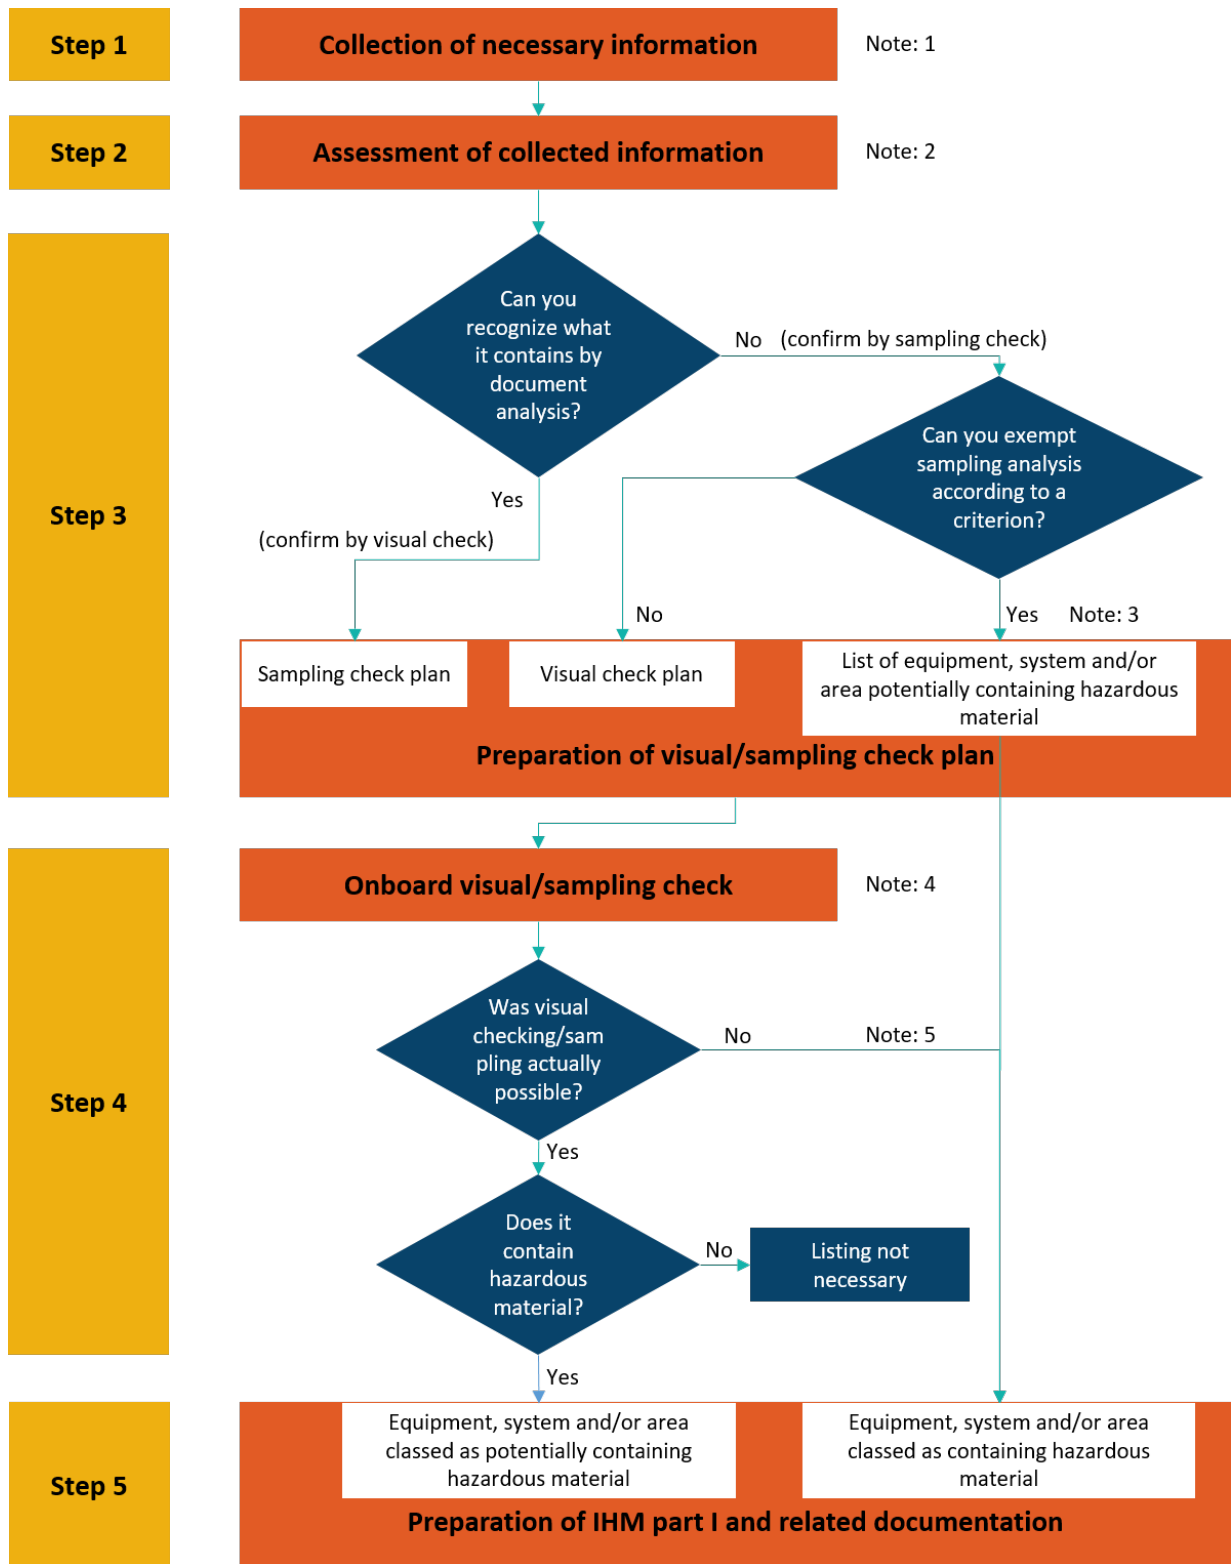 Step 1
Collection of necessary information
Note: 1
Step 2
Assessment of collected information
Note: 2
Step 3
Can you
recognize what
it contains by
document
analysis?
No (confirm by sampling check)
Can you exempt
sampling analysis
according to a
criterion?
Yes
(confirm by visual check)
No
Yes
Note: 3
Sampling check plan
Visual check plan
List of equipment, system and/or
area potentially containing hazardous
material
Preparation of visual/sampling check plan
Step 4
Onboard visual/sampling check
Note: 4
Was visual
checking/sam
pling actually
possible?
No
Note: 5
Yes
Does it
contain
hazardous
material?
No
Listing not
necessary
Yes
Step 5
Equipment, system and/or area
classed as potentially containing
hazardous material
Equipment, system and/or area
classed as containing hazardous
material
Preparation of IHM part I and related documentation